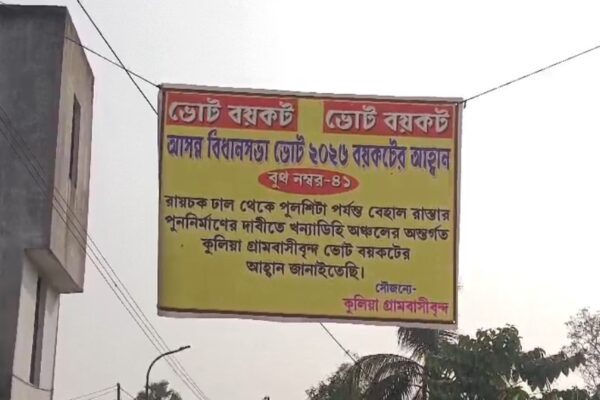 ভোট বয়কট ভোট বয়কট
আসন্ন বিধানসভা ভোট ২০২৬ বয়কটের আহ্বান
বুথ নম্বর-৪১
রায়চক ঢাল থেকে পুলশিটা পর্যন্ত বেহাল রাস্তার
পুননির্মাণের দাবীতে খন্যাডিহি অঞ্চলের অন্তর্গত
কুলিয়া গ্রামবাসীবৃন্দ ভোট বয়কটের
আহ্বান জানাইতেছি।
সৌজন্যে-
কুলিয়া গ্রামবাসীবৃন্দ